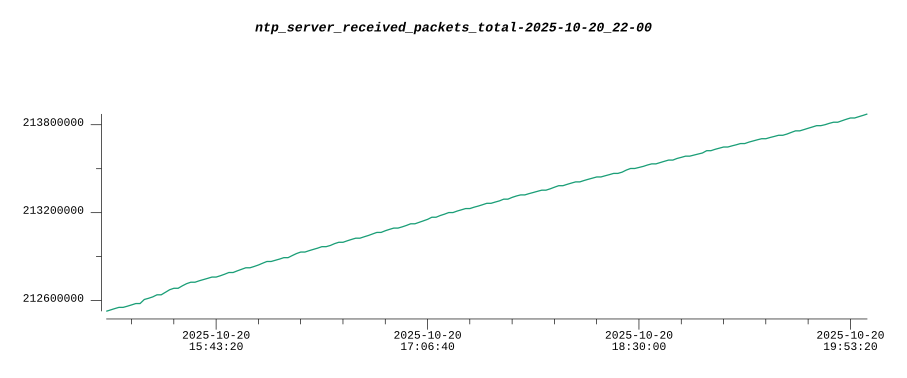 ntp_server_received_packets_total-2025-10-20_22-00
213800000
213200000
212600000
2025-10-20 2025-10-20 2025-10-20 2025-10-20
15:43:20 17:06:40 18:30:00 19:53:20